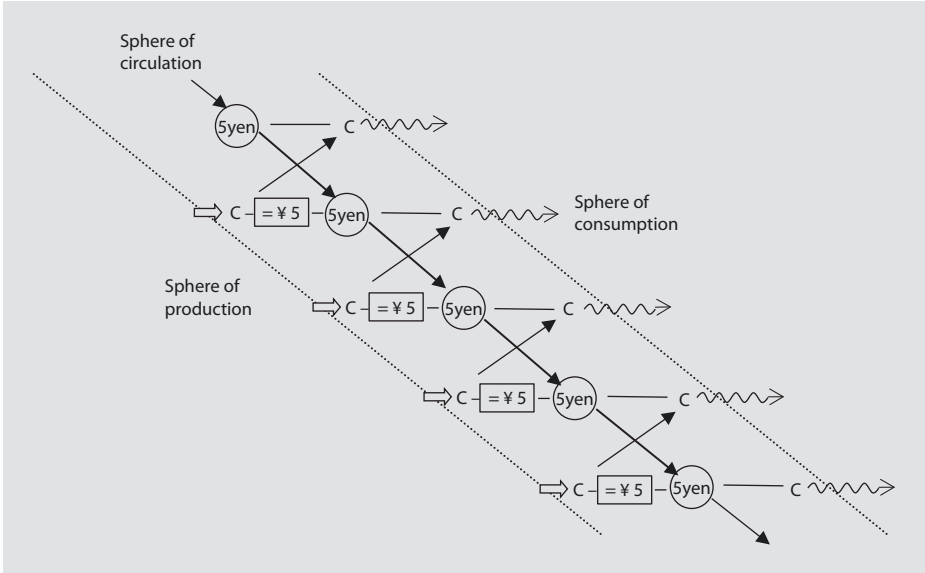 Sphere of
circulation
5yen C
C = ¥ 5 5yen C
Sphere of
consumption
Sphere of
production
C = ¥ 5 5yen C
C = ¥ 5 5yen C
C = ¥ 5 5yen C